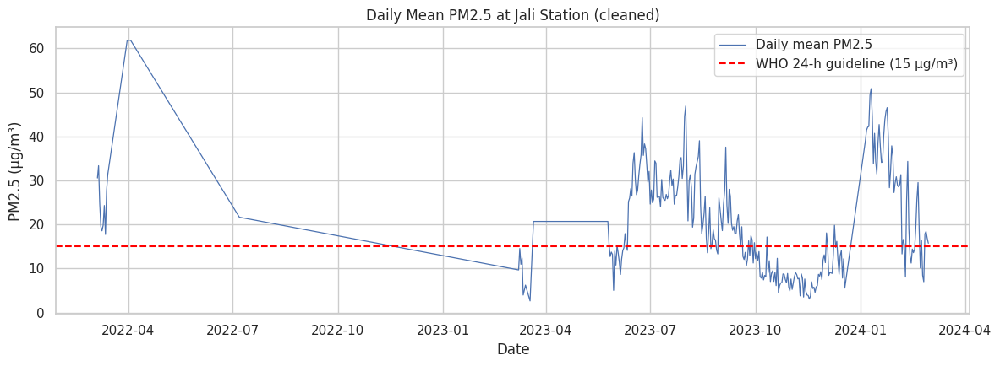 Daily Mean PM2.5 at Jali Station (cleaned)
Daily mean PM2.5
WHO 24-h guideline (15 µg/m³)
PM2.5 (µg/m³)
60
50
40
30
20
10
0
2022-04 2022-07 2022-10 2023-01 2023-04 2023-07 2023-10 2024-01 2024-04
Date